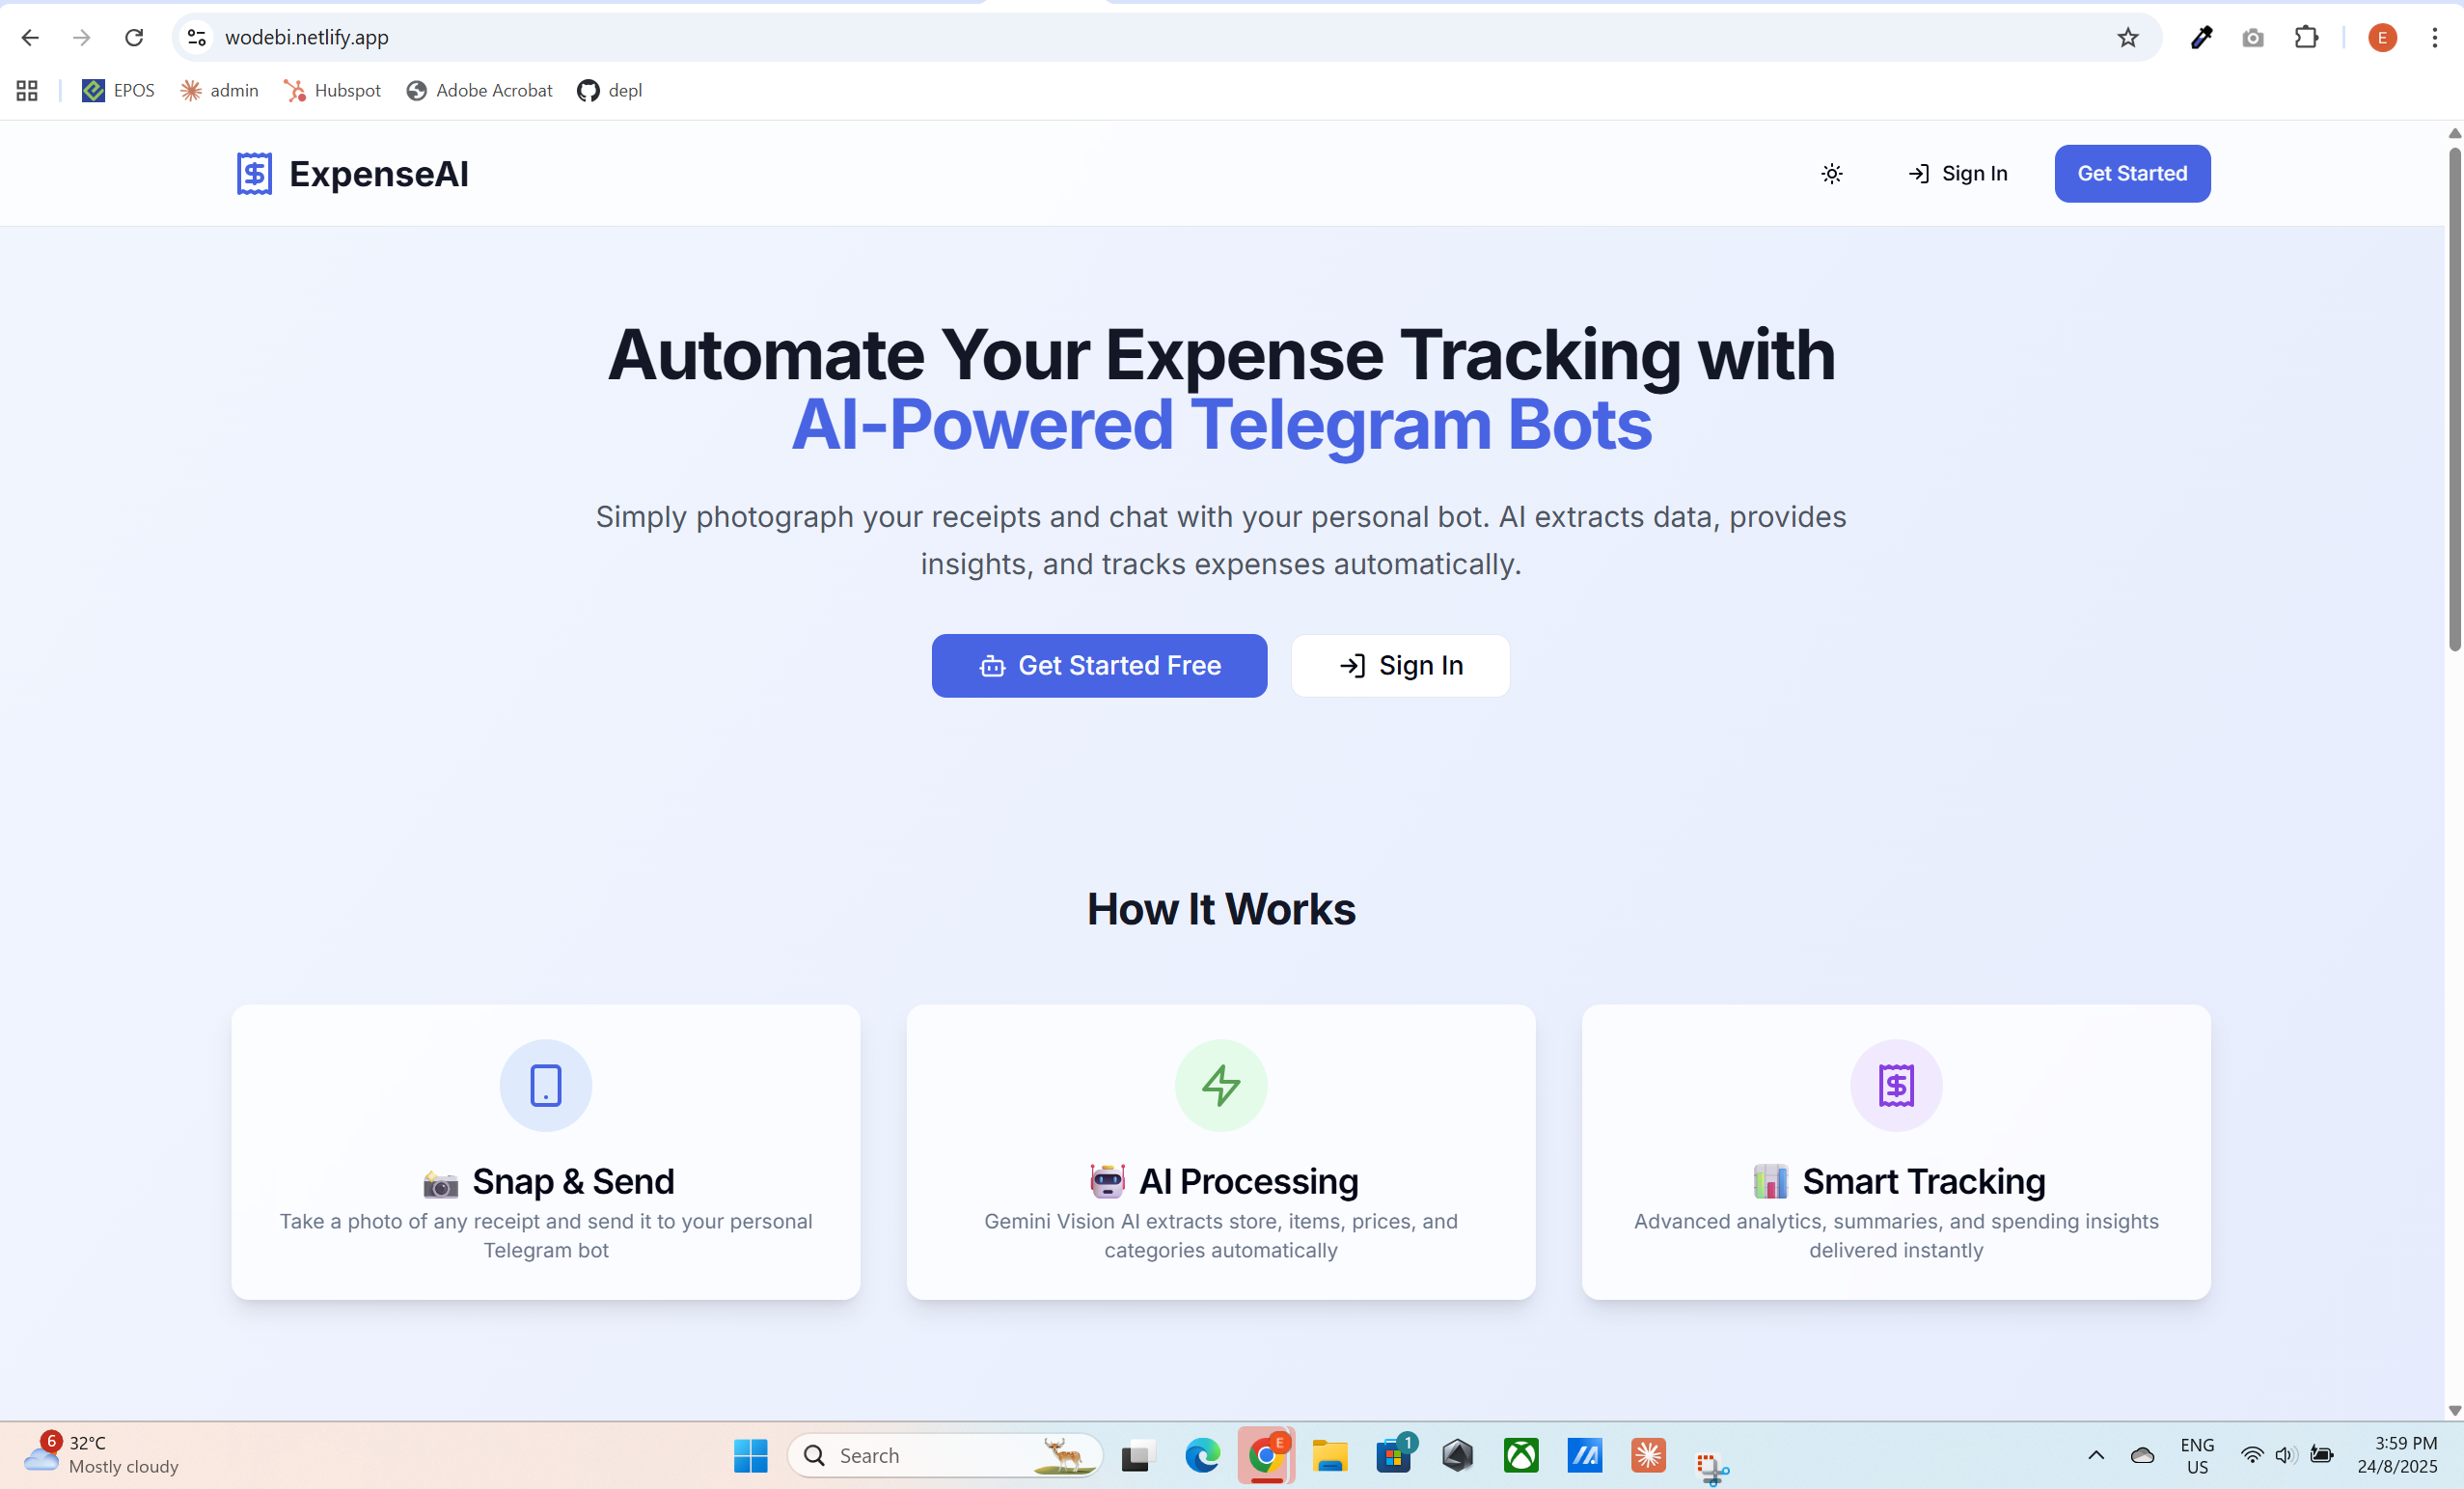 wodebi.netlify.app
E
EPOS
admin
Hubspot
Adobe Acrobat
depl
ExpenseAI
Sign In
Get Started
Automate Your Expense Tracking with
AI-Powered Telegram Bots
Simply photograph your receipts and chat with your personal bot. AI extracts data, provides
insights, and tracks expenses automatically.
Get Started Free
Sign In
How It Works
Snap & Send
Take a photo of any receipt and send it to your personal
Telegram bot
AI Processing
Gemini Vision AI extracts store, items, prices, and
categories automatically
Smart Tracking
Advanced analytics, summaries, and spending insights
delivered instantly
6
32°C
Mostly cloudy
Search
E
1
ENG
US
3:59 PM
24/8/2025